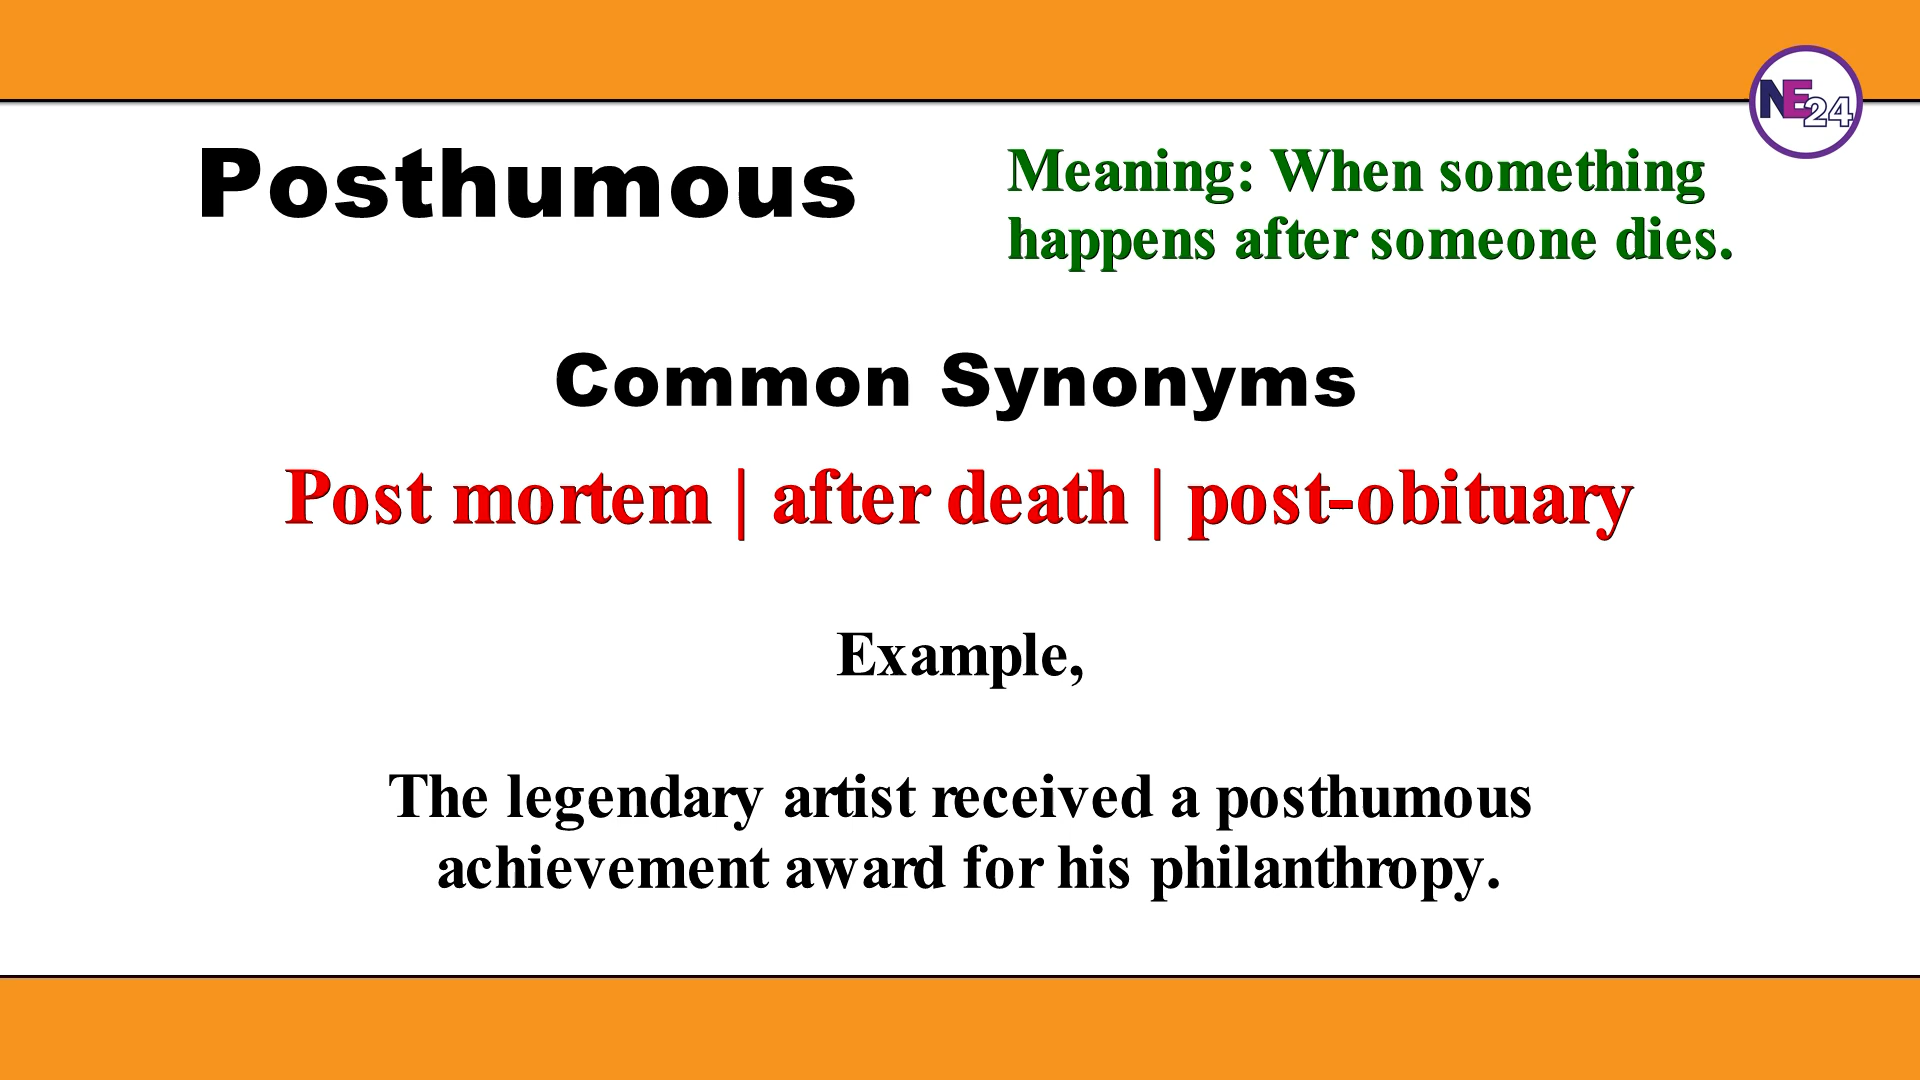 NE24
Posthumous
Meaning: When something
happens after someone dies.
Common Synonyms
Post mortem | after death | post-obituary
Example,
The legendary artist received a posthumous
achievement award for his philanthropy.